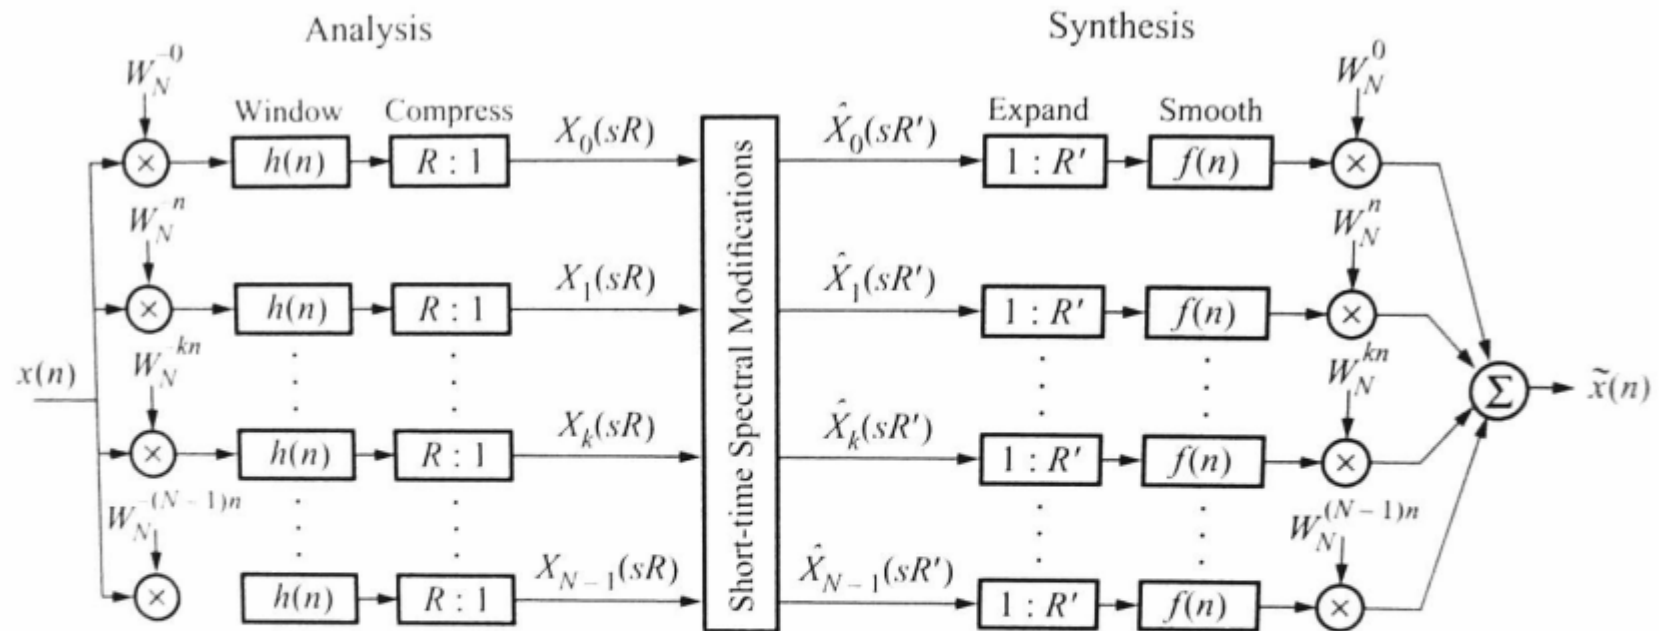 Analysis
Synthesis
W_N^{-0}
W_N^0
Window
Compress
Expand
Smooth
h(n)
R : 1
X_0(sR)
X̂_0(sR')
1 : R'
f(n)
W_N^{-n}
W_N^n
h(n)
R : 1
X_1(sR)
X̂_1(sR')
1 : R'
f(n)
x(n)
W_N^{-kn}
Short-time Spectral Modifications
W_N^{kn}
Σ
x̃(n)
h(n)
R : 1
X_k(sR)
X̂_k(sR')
1 : R'
f(n)
W_N^{-(N-1)n}
W_N^{(N-1)n}
h(n)
R : 1
X_{N-1}(sR)
X̂_{N-1}(sR')
1 : R'
f(n)